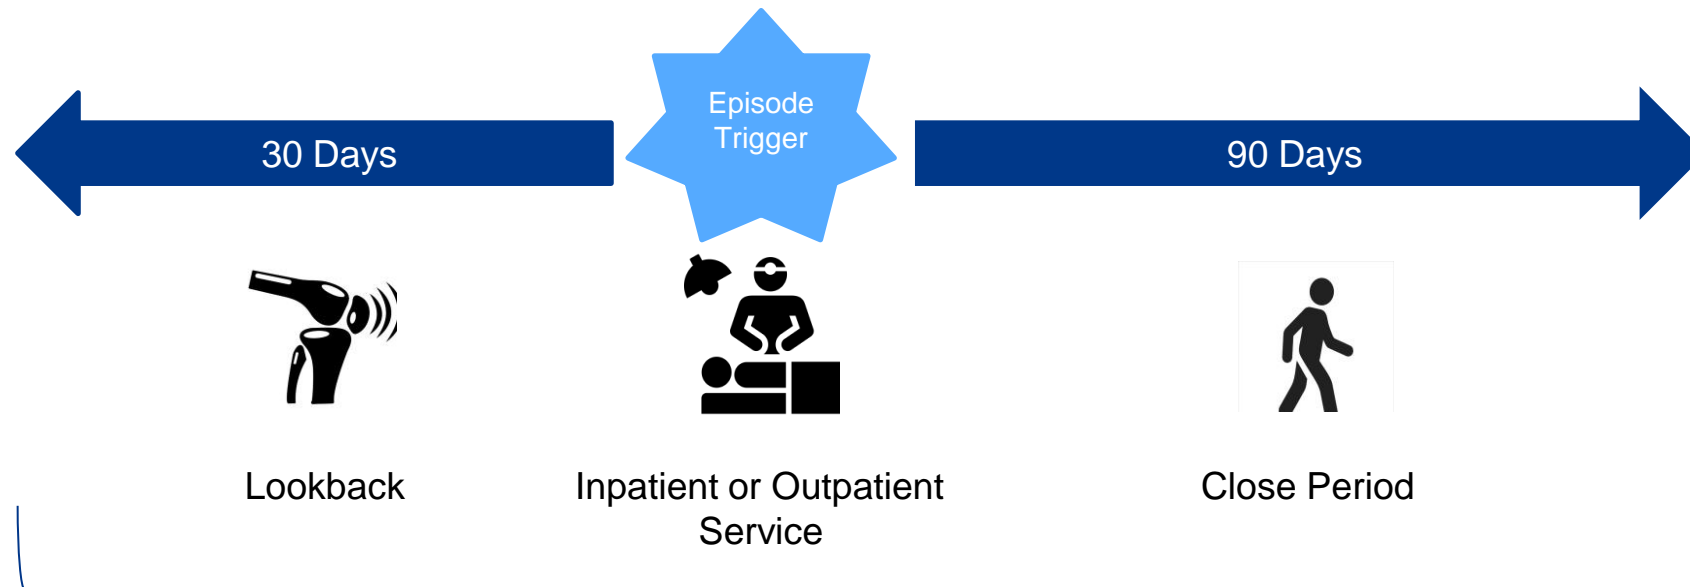 Episode
Trigger
30 Days
90 Days
Lookback
Inpatient or Outpatient
Service
Close Period